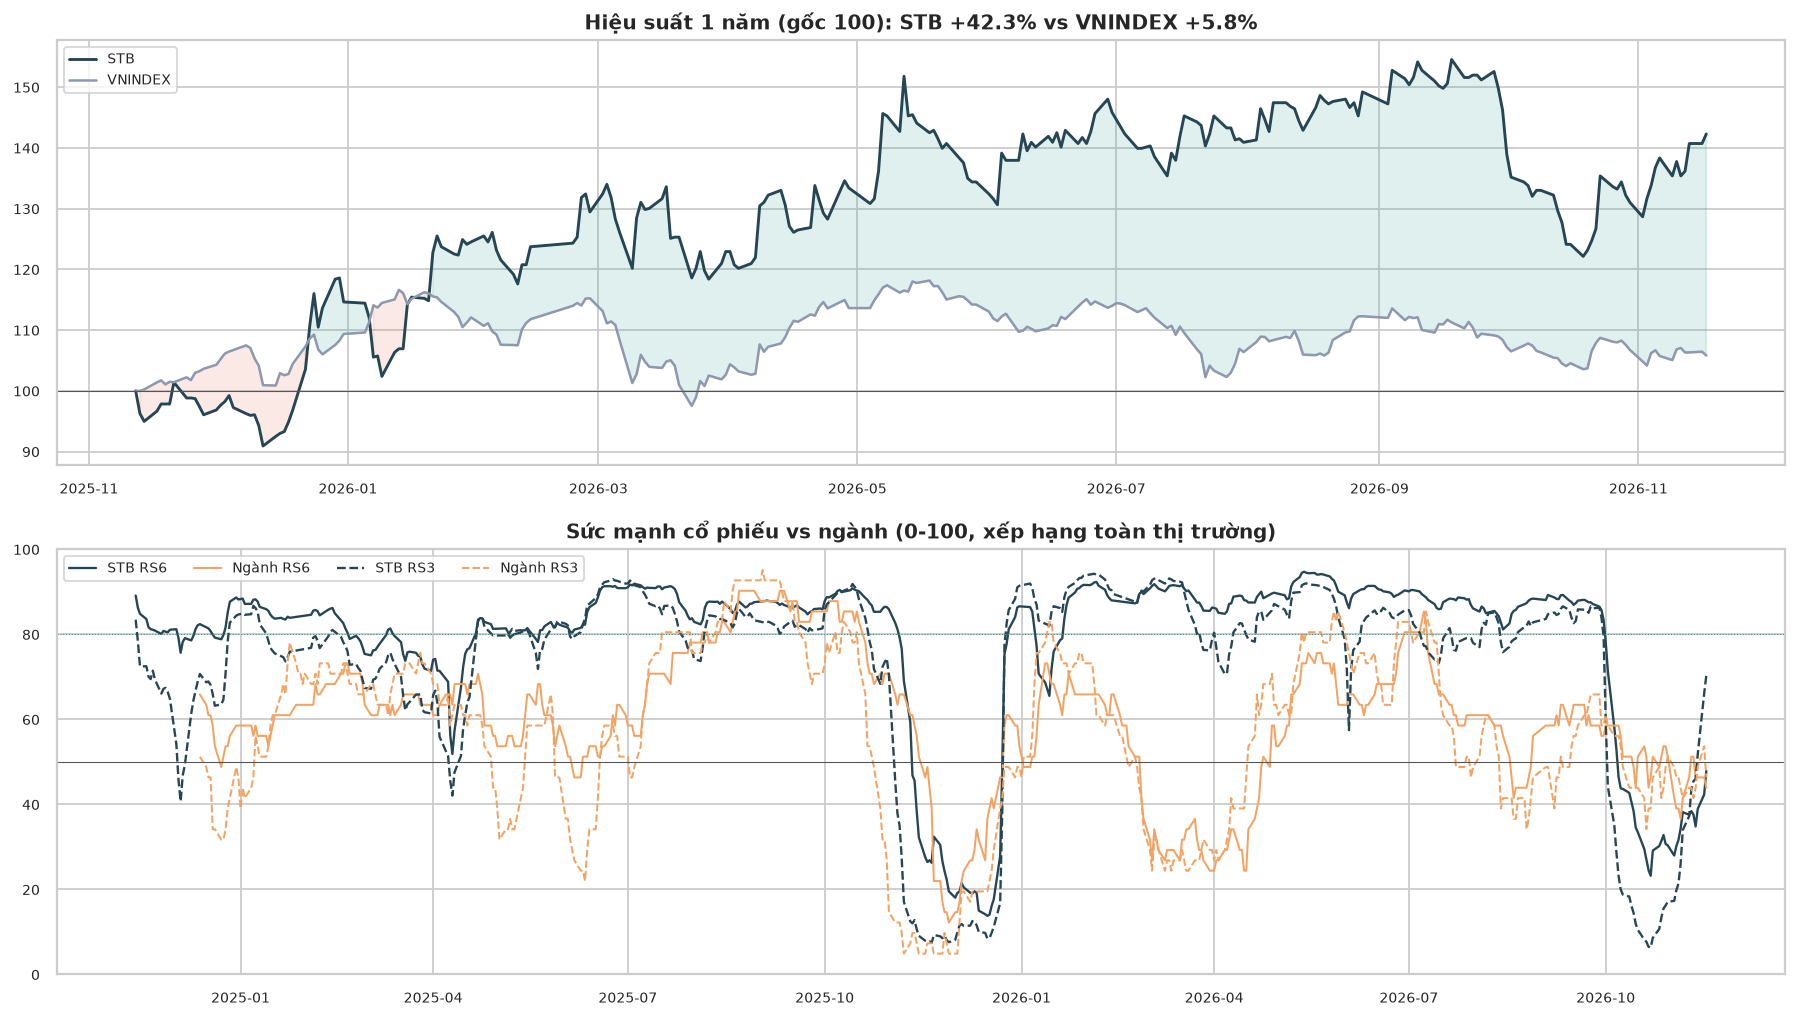 Hiệu suất 1 năm (gốc 100): STB +42.3% vs VNINDEX +5.8%
STB
VNINDEX
150
140
130
120
110
100
90
2025-11 2026-01 2026-03 2026-05 2026-07 2026-09 2026-11
Sức mạnh cổ phiếu vs ngành (0-100, xếp hạng toàn thị trường)
STB RS6 Ngành RS6 STB RS3 Ngành RS3
100
80
60
40
20
0
2025-01 2025-04 2025-07 2025-10 2026-01 2026-04 2026-07 2026-10